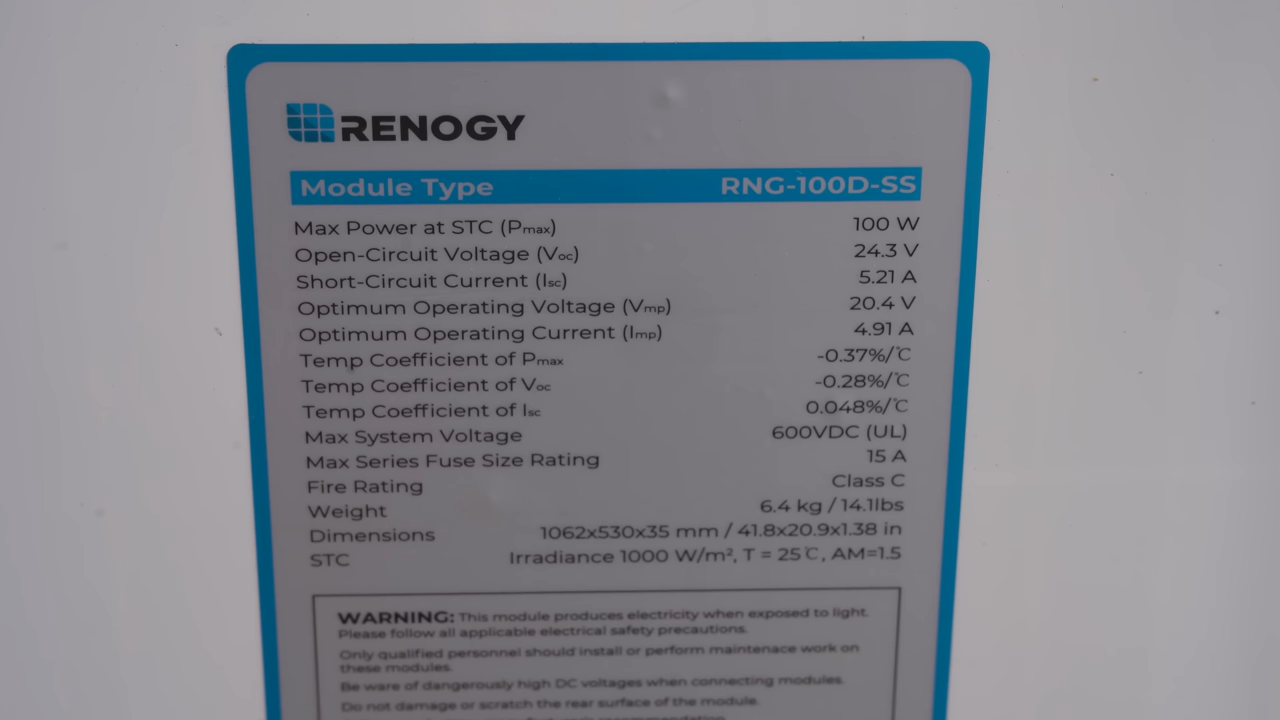 RENOGY
Module Type RNG-100D-SS
Max Power at STC (Pmax) 100 W
Open-Circuit Voltage (Voc) 24.3 V
Short-Circuit Current (Isc) 5.21 A
Optimum Operating Voltage (Vmp) 20.4 V
Optimum Operating Current (Imp) 4.91 A
Temp Coefficient of Pmax -0.37%/℃
Temp Coefficient of Voc -0.28%/℃
Temp Coefficient of Isc 0.048%/℃
Max System Voltage 600VDC (UL)
Max Series Fuse Size Rating 15 A
Fire Rating Class C
Weight 6.4 kg / 14.1lbs
Dimensions 1062x530x35 mm / 41.8x20.9x1.38 in
STC Irradiance 1000 W/m², T = 25℃, AM=1.5
WARNING: This module produces electricity when exposed to light.
Please follow all applicable electrical safety precautions.
Only qualified personnel should install or perform maintenace work on
these modules.
Be ware of dangerously high DC voltages when connecting modules.
Do not damage or scratch the rear surface of the module.